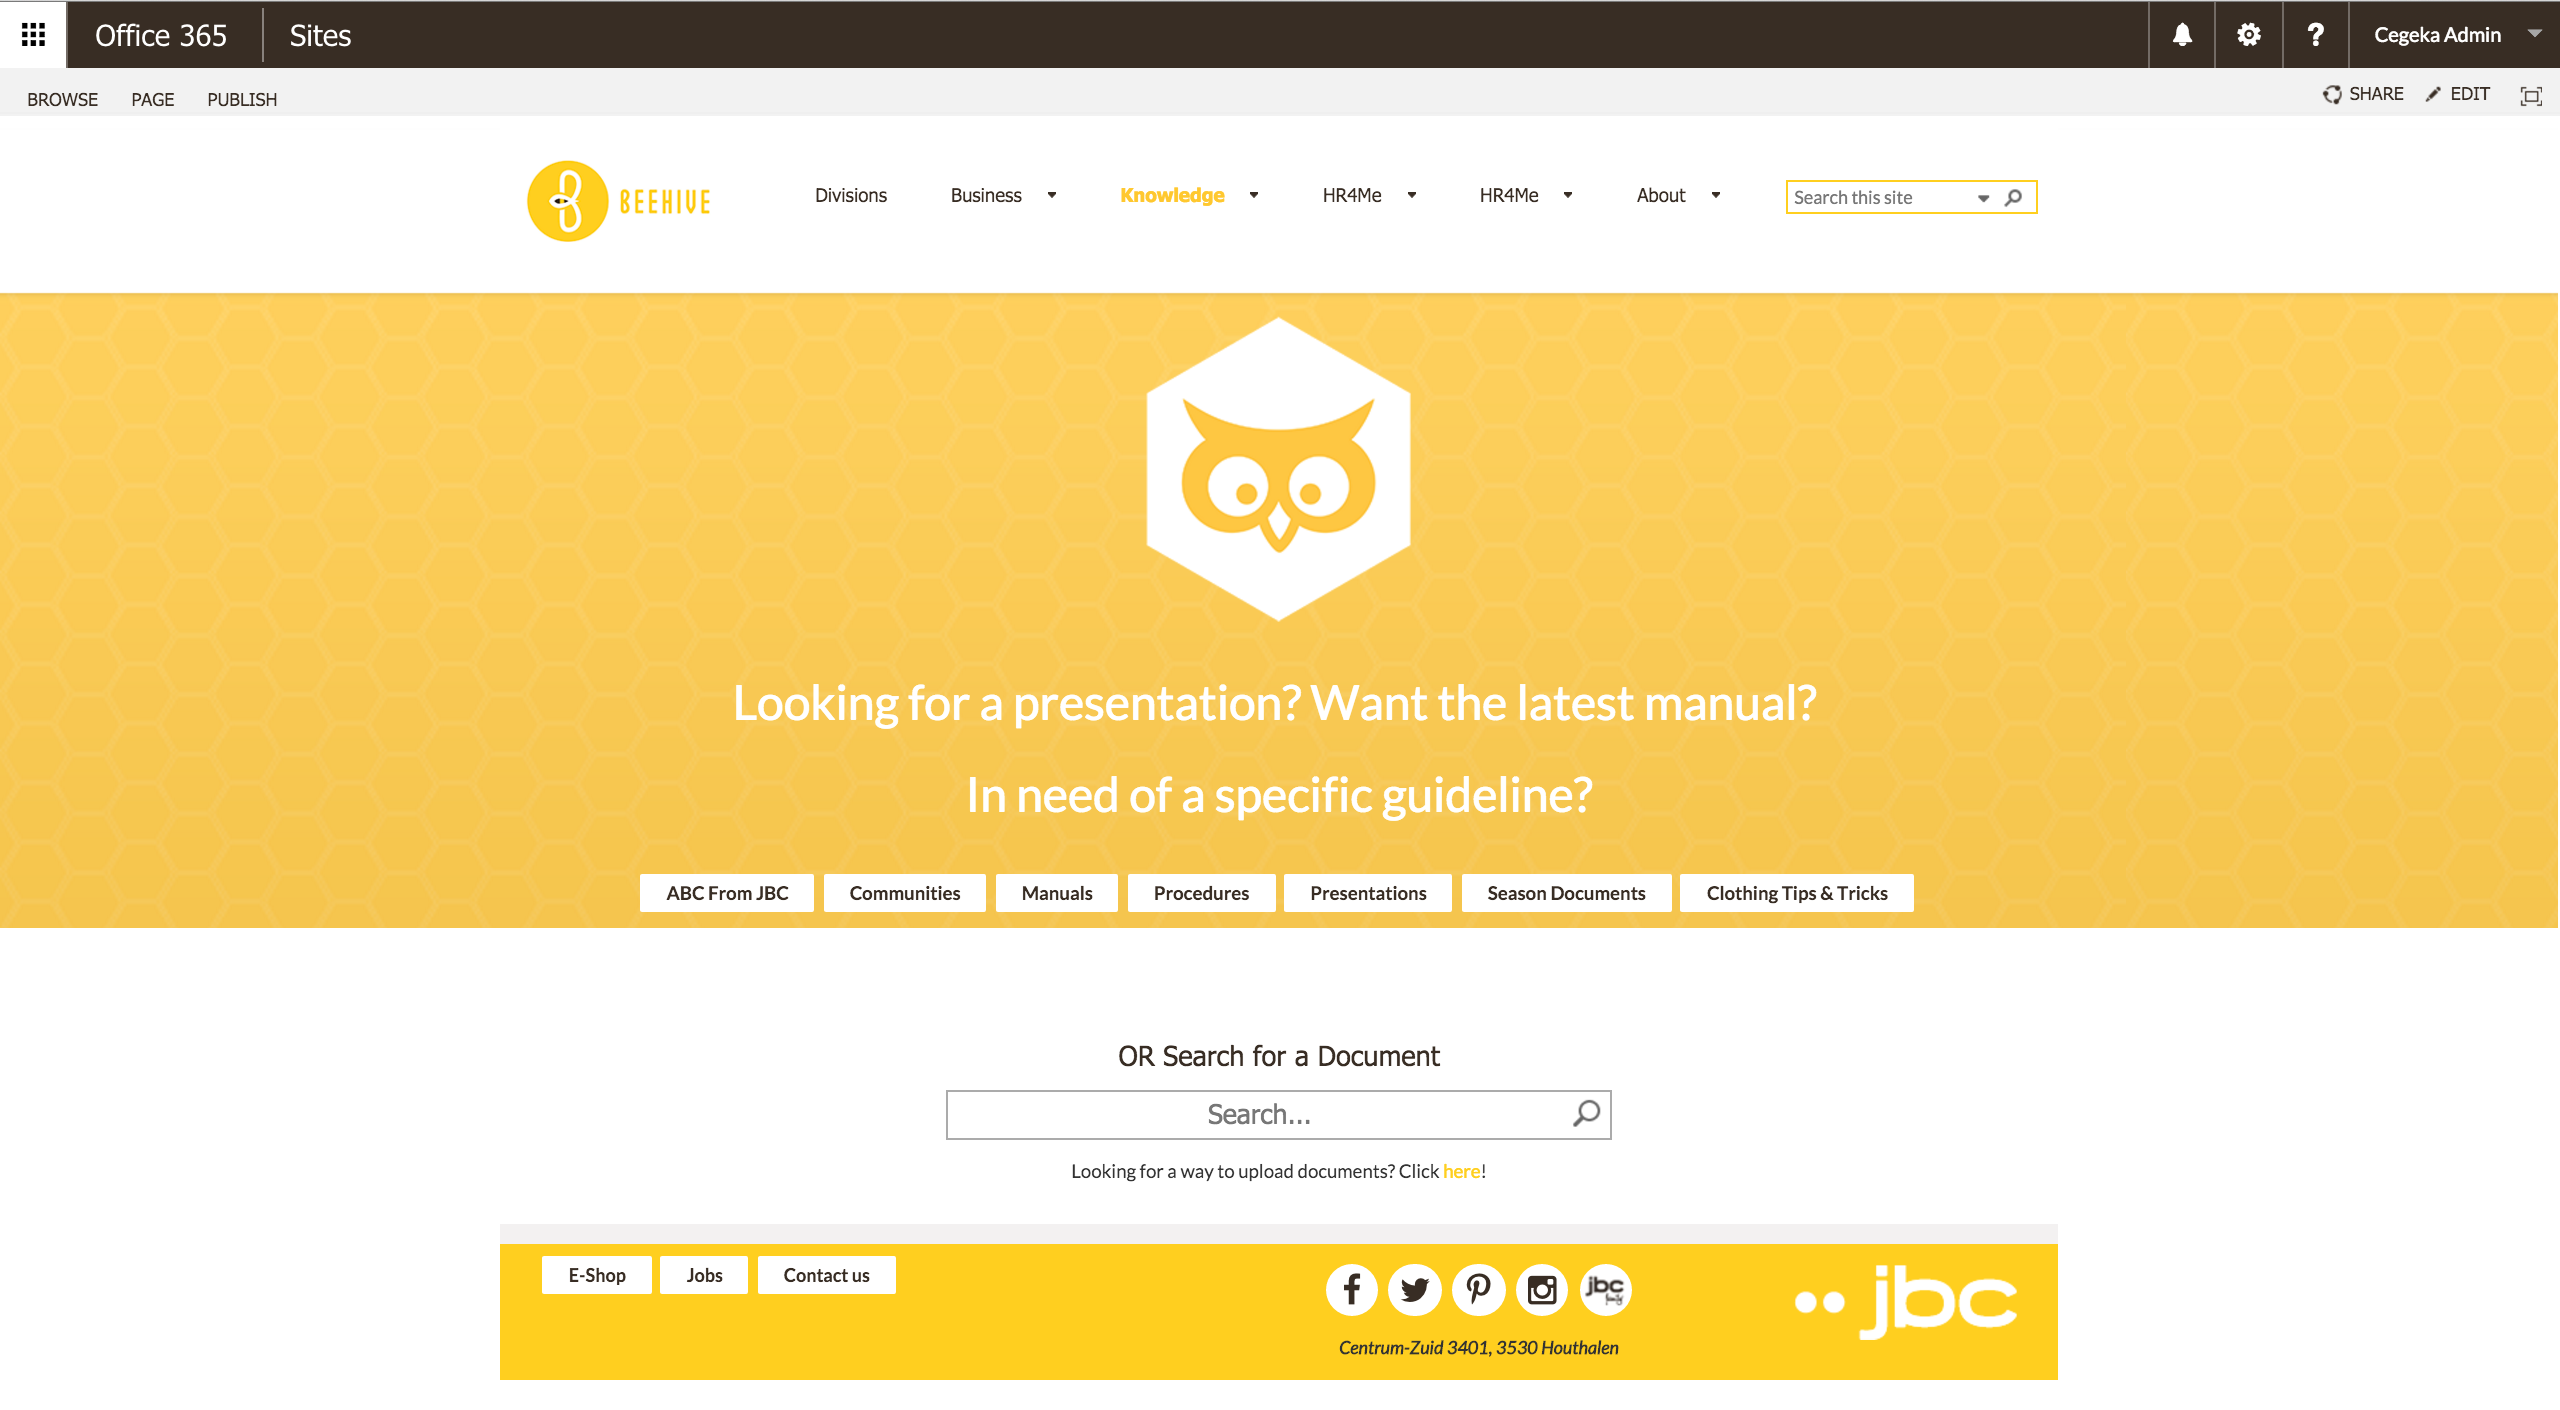 Office 365 Sites Cegeka Admin
BROWSE PAGE PUBLISH SHARE EDIT
BEEHIVE Divisions Business Knowledge HR4Me HR4Me About Search this site
Looking for a presentation? Want the latest manual?
In need of a specific guideline?
ABC From JBC Communities Manuals Procedures Presentations Season Documents Clothing Tips & Tricks
OR Search for a Document
Search...
Looking for a way to upload documents? Click here!
E-Shop Jobs Contact us jbc jbc
Centrum-Zuid 3401, 3530 Houthalen